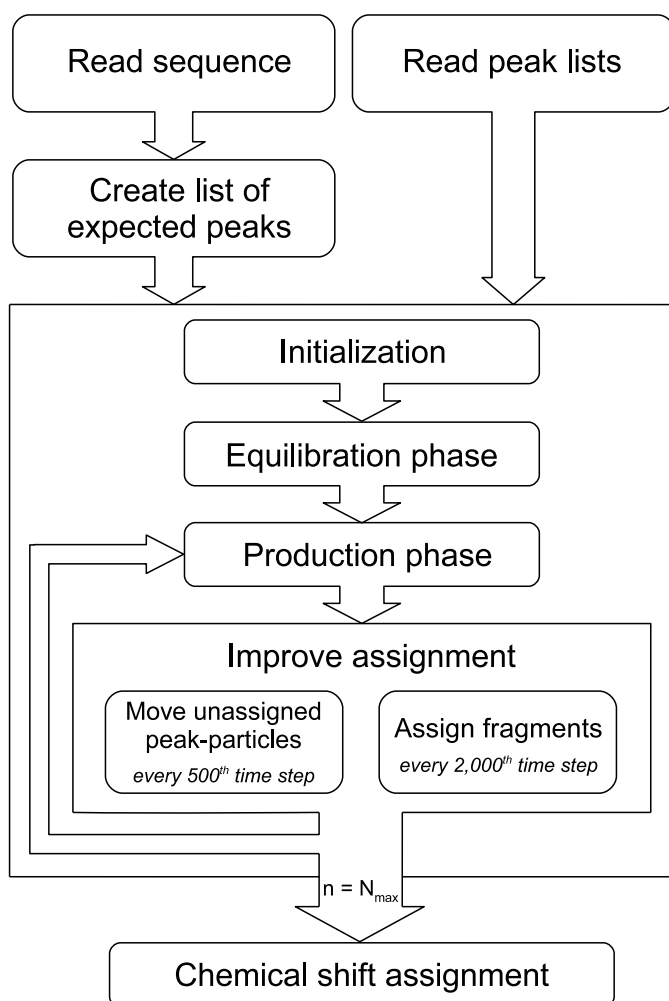 Read sequence
Read peak lists
Create list of
expected peaks
Initialization
Equilibration phase
Production phase
Improve assignment
Move unassigned
peak-particles
every 500th time step
Assign fragments
every 2,000th time step
n = Nmax
Chemical shift assignment